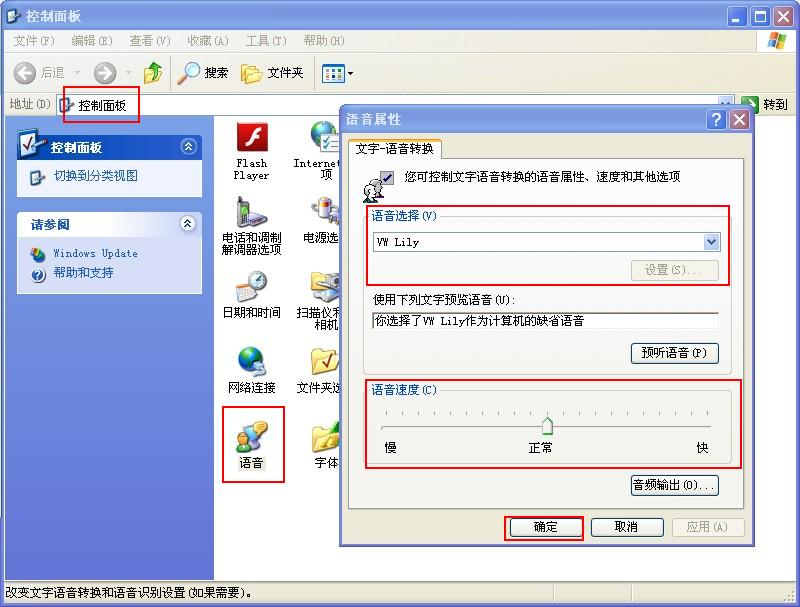 控制面板
文件(F) 编辑(E) 查看(V) 收藏(A) 工具(T) 帮助(H)
后退 搜索 文件夹
地址(D) 控制面板 转到
控制面板
切换到分类视图
请参阅
Windows Update
帮助和支持
Flash
Player
Internet
项
电话和调制
解调器选项
电源选
日期和时间
扫描仪和
相机
网络连接
文件夹选
语音
字体
语音属性
文字-语音转换
您可控制文字语音转换的语音属性、速度和其他选项
语音选择(V)
VW Lily
设置(S)...
使用下列文字预览语音(U):
你选择了VW Lily作为计算机的缺省语音
预听语音(P)
语音速度(C)
慢 正常 快
音频输出(O)...
确定 取消 应用(A)
改变文字语音转换和语音识别设置(如果需要)。